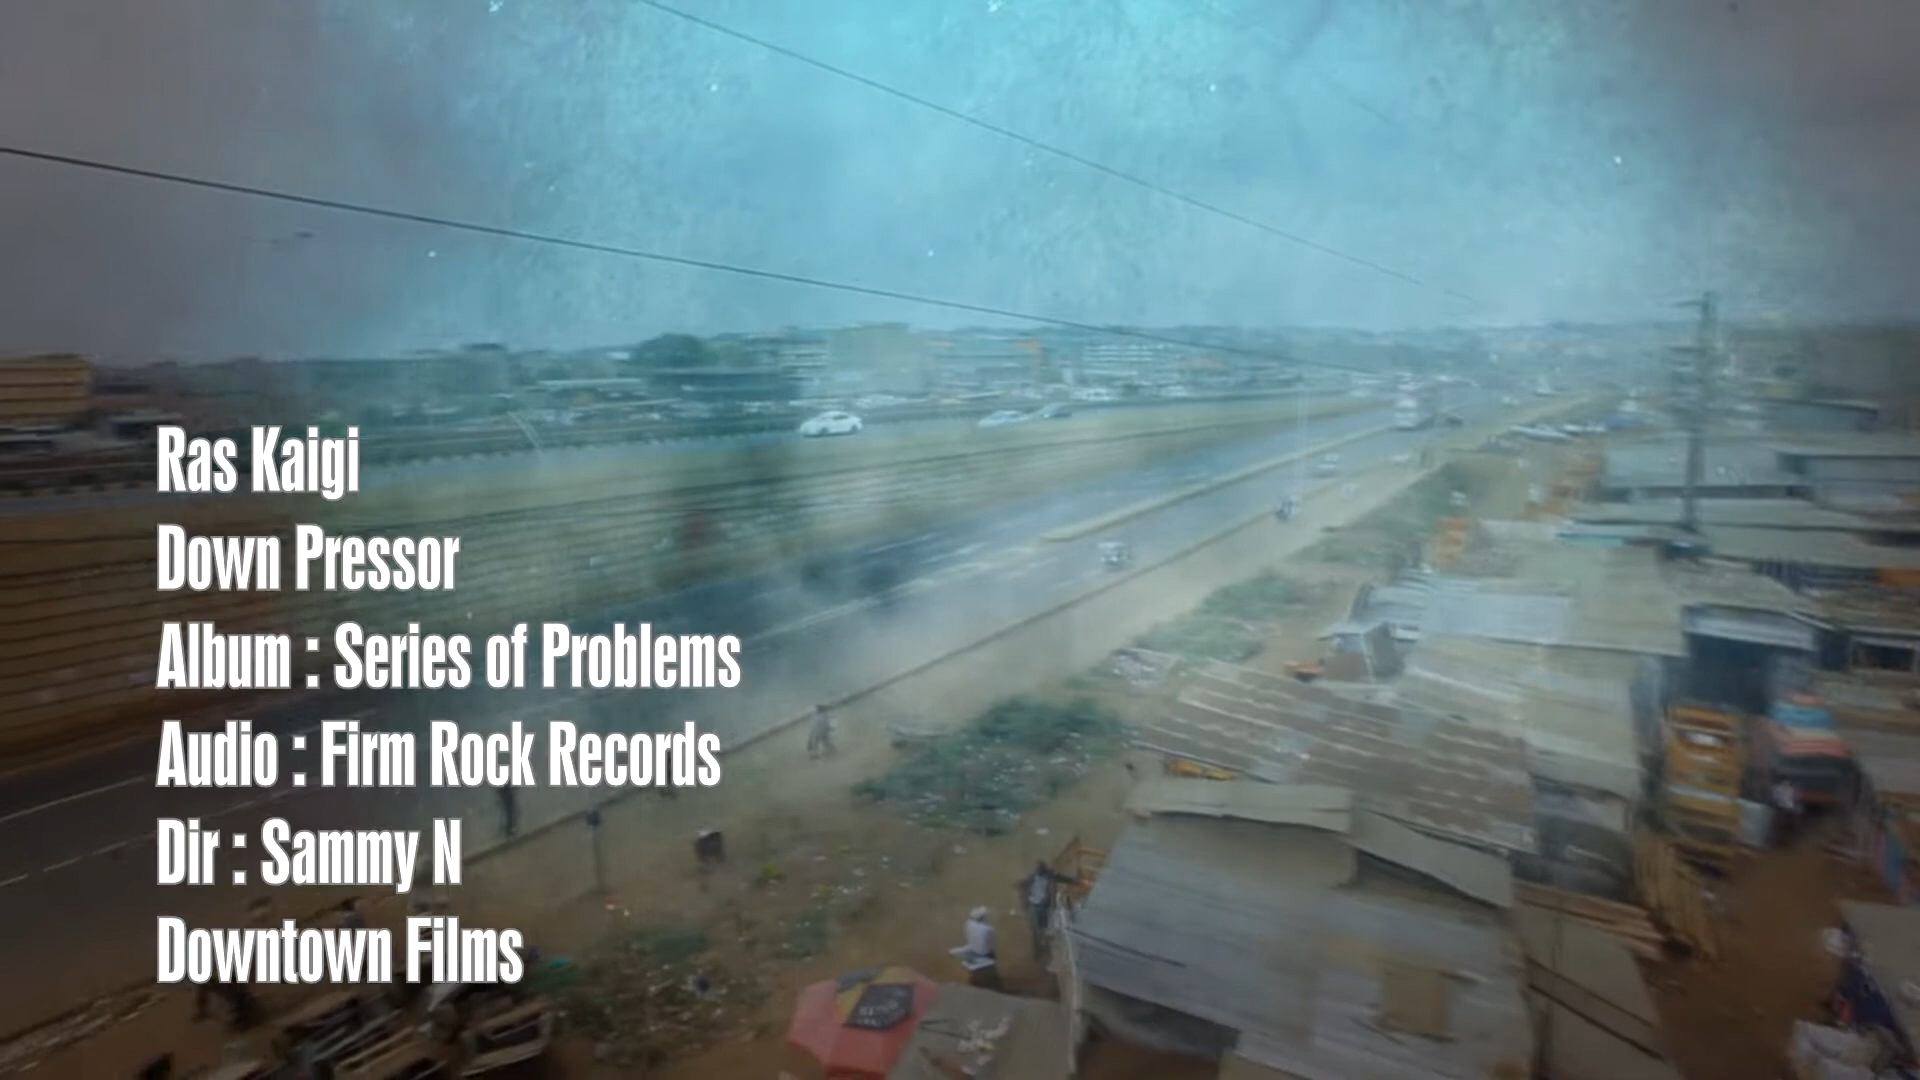 Ras Kaigi
Down Pressor
Album : Series of Problems
Audio : Firm Rock Records
Dir : Sammy N
Downtown Films